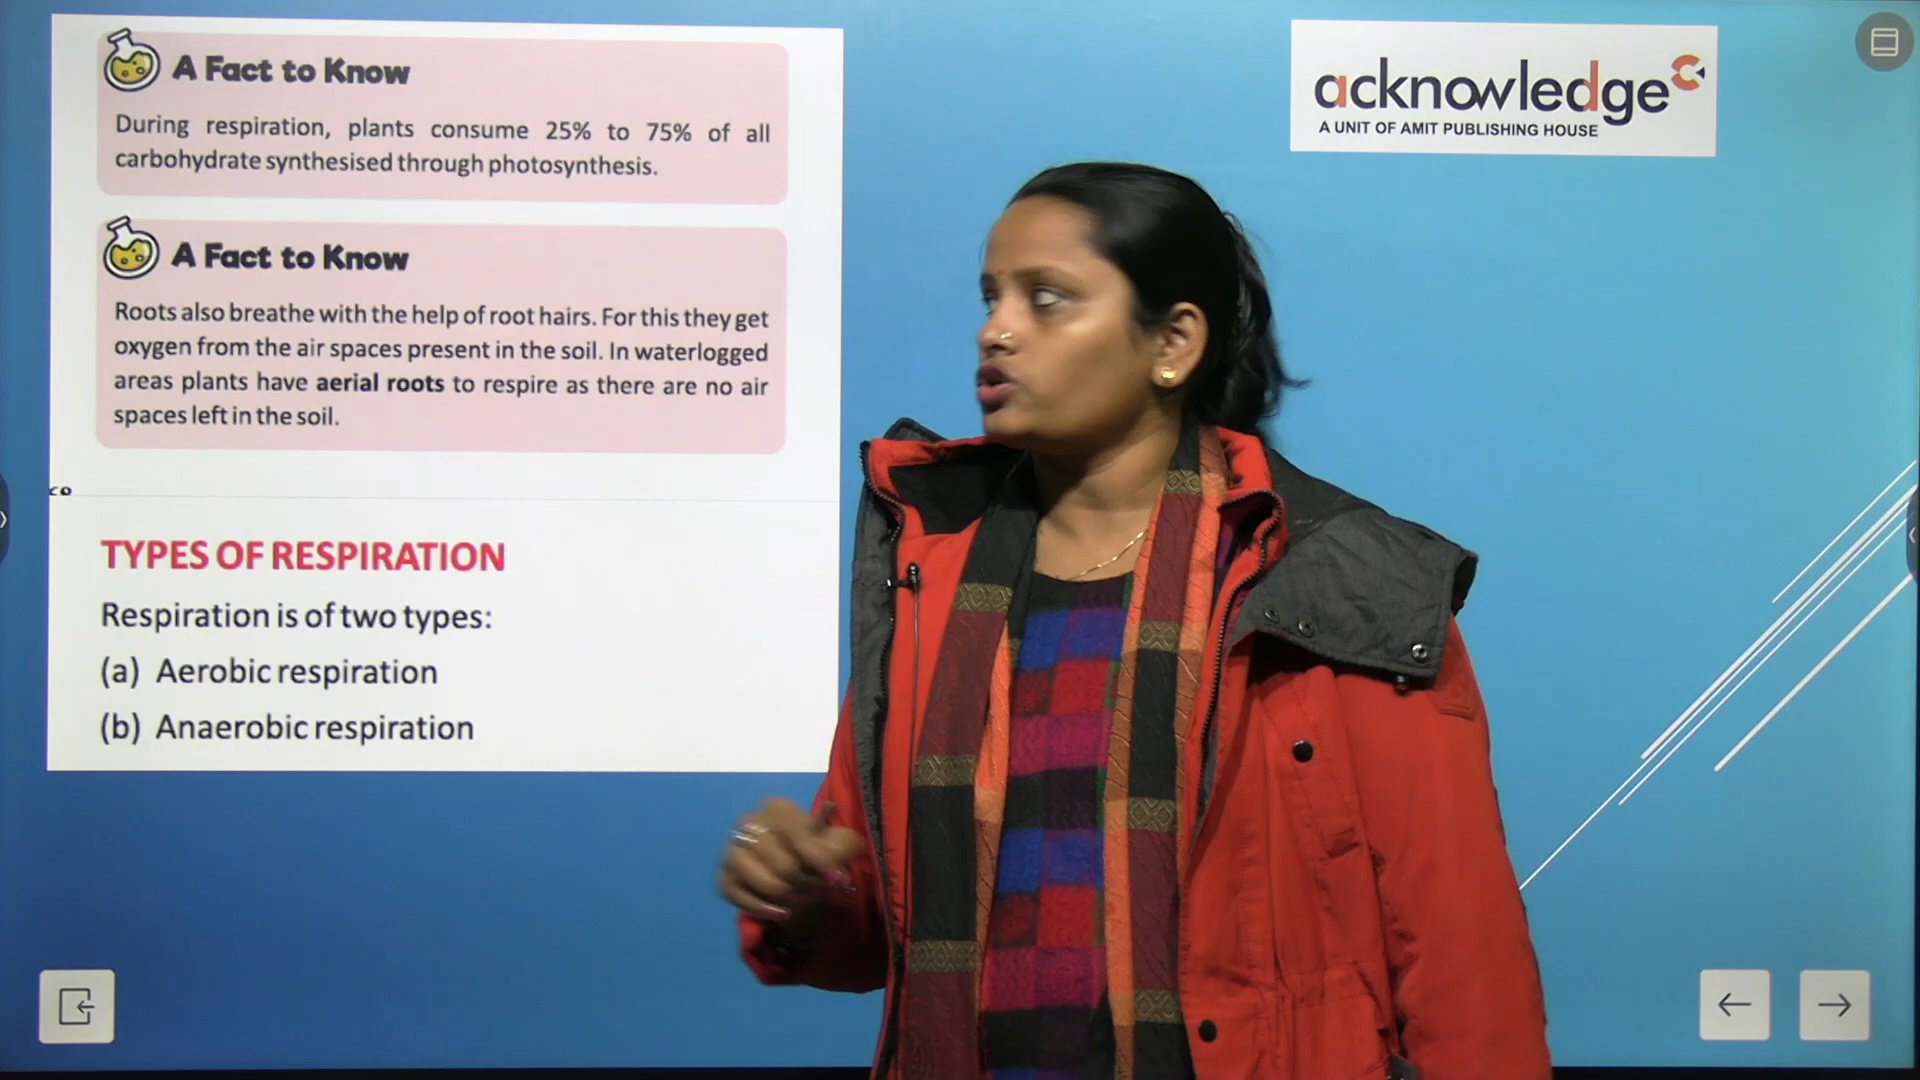 A Fact to Know
During respiration, plants consume 25% to 75% of all
carbohydrate synthesised through photosynthesis.
A Fact to Know
Roots also breathe with the help of root hairs. For this they get
oxygen from the air spaces present in the soil. In waterlogged
areas plants have aerial roots to respire as there are no air
spaces left in the soil.
TYPES OF RESPIRATION
Respiration is of two types:
(a) Aerobic respiration
(b) Anaerobic respiration
acknowledge
A UNIT OF AMIT PUBLISHING HOUSE